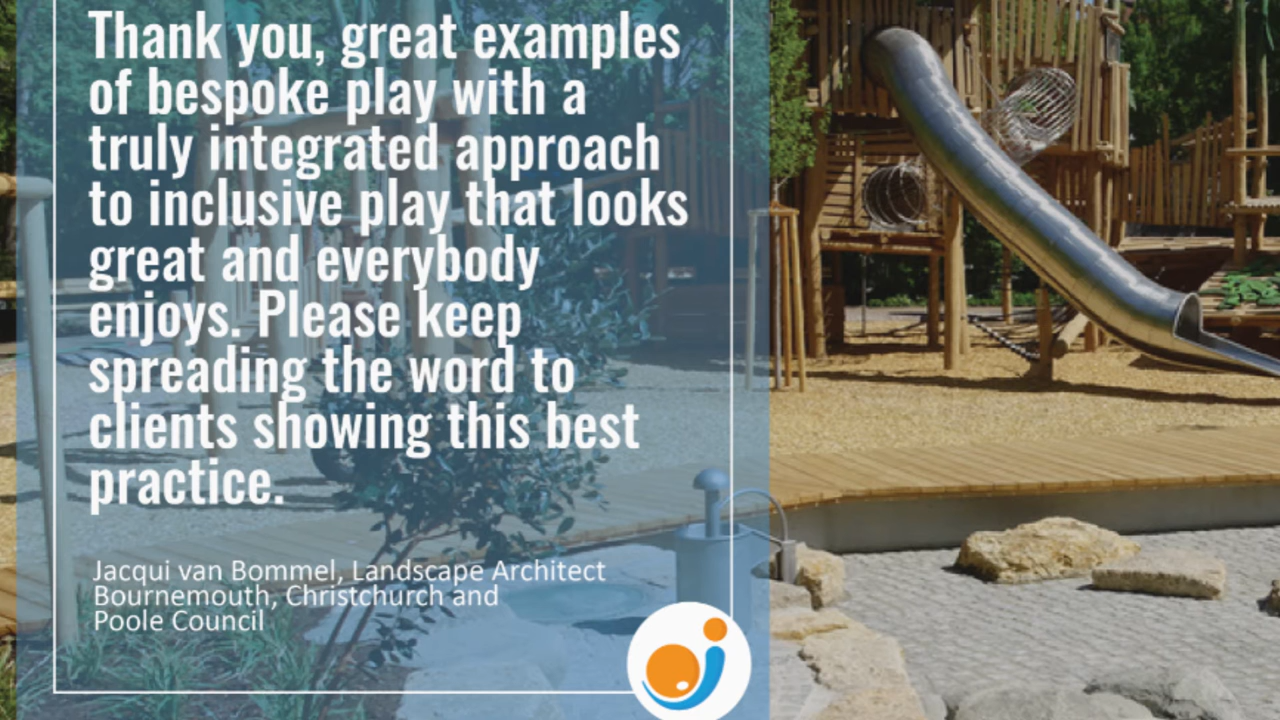 Thank you, great examples
of bespoke play with a
truly integrated approach
to inclusive play that looks
great and everybody
enjoys. Please keep
spreading the word to
clients showing this best
practice.
Jacqui van Bommel, Landscape Architect
Bournemouth, Christchurch and
Poole Council